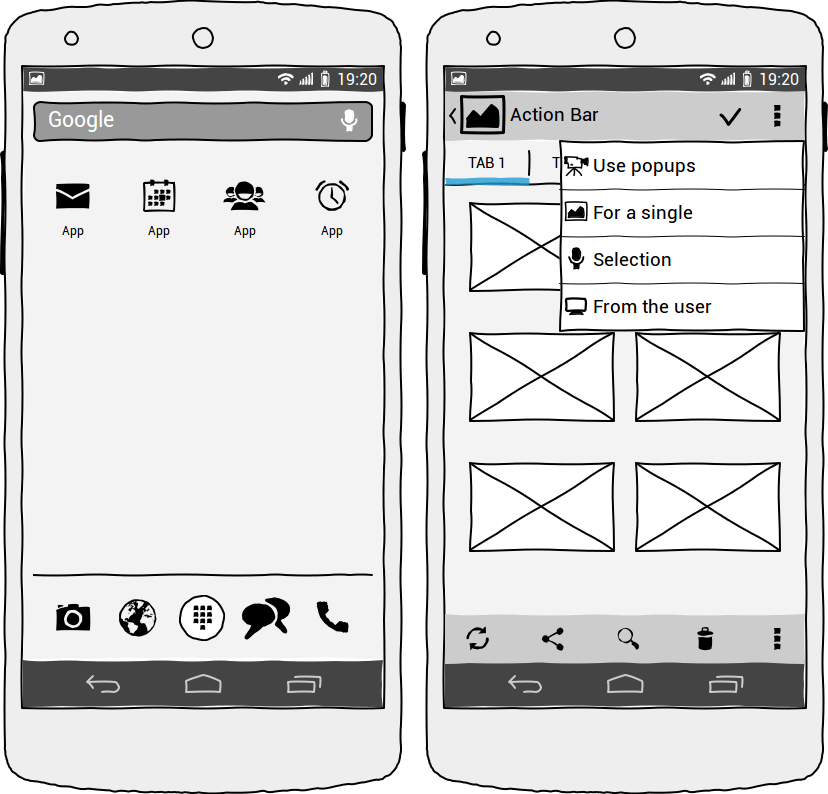 19:20
Google
App
App
App
App
19:20
Action Bar
TAB 1
T
Use popups
For a single
Selection
From the user